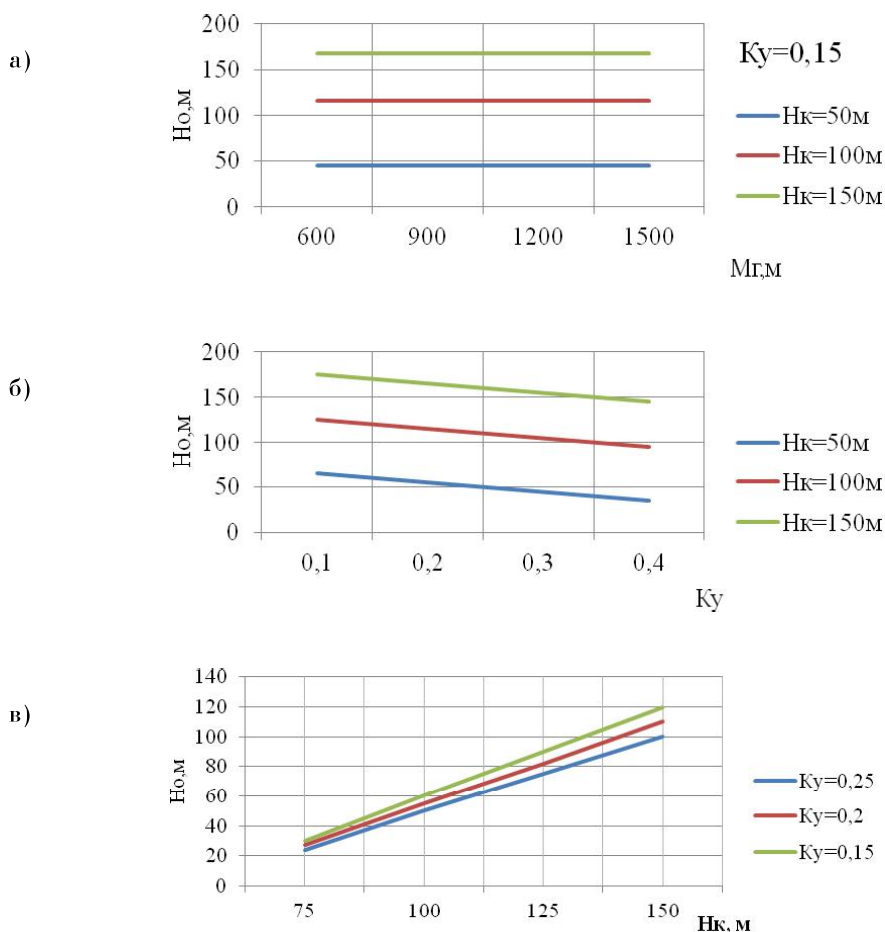 а)
Но,м
200
150
100
50
0
600 900 1200 1500
Мг,м
Ку=0,15
Нк=50м
Нк=100м
Нк=150м
б)
Но,м
200
150
100
50
0
0,1 0,2 0,3 0,4
Ку
Нк=50м
Нк=100м
Нк=150м
в)
Но,м
140
120
100
80
60
40
20
0
75 100 125 150
Нк, м
Ку=0,25
Ку=0,2
Ку=0,15